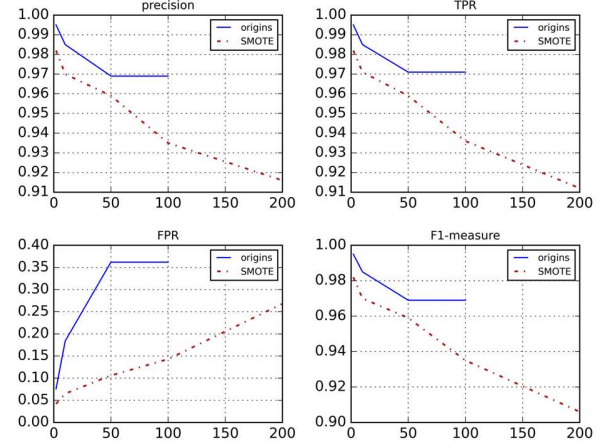 precision
1.00
0.99
0.98
0.97
0.96
0.95
0.94
0.93
0.92
0.91
0 50 100 150 200
origins
SMOTE
TPR
1.00
0.99
0.98
0.97
0.96
0.95
0.94
0.93
0.92
0.91
0 50 100 150 200
origins
SMOTE
FPR
0.40
0.35
0.30
0.25
0.20
0.15
0.10
0.05
0.00
0 50 100 150 200
origins
SMOTE
F1-measure
1.00
0.98
0.96
0.94
0.92
0.90
0 50 100 150 200
origins
SMOTE